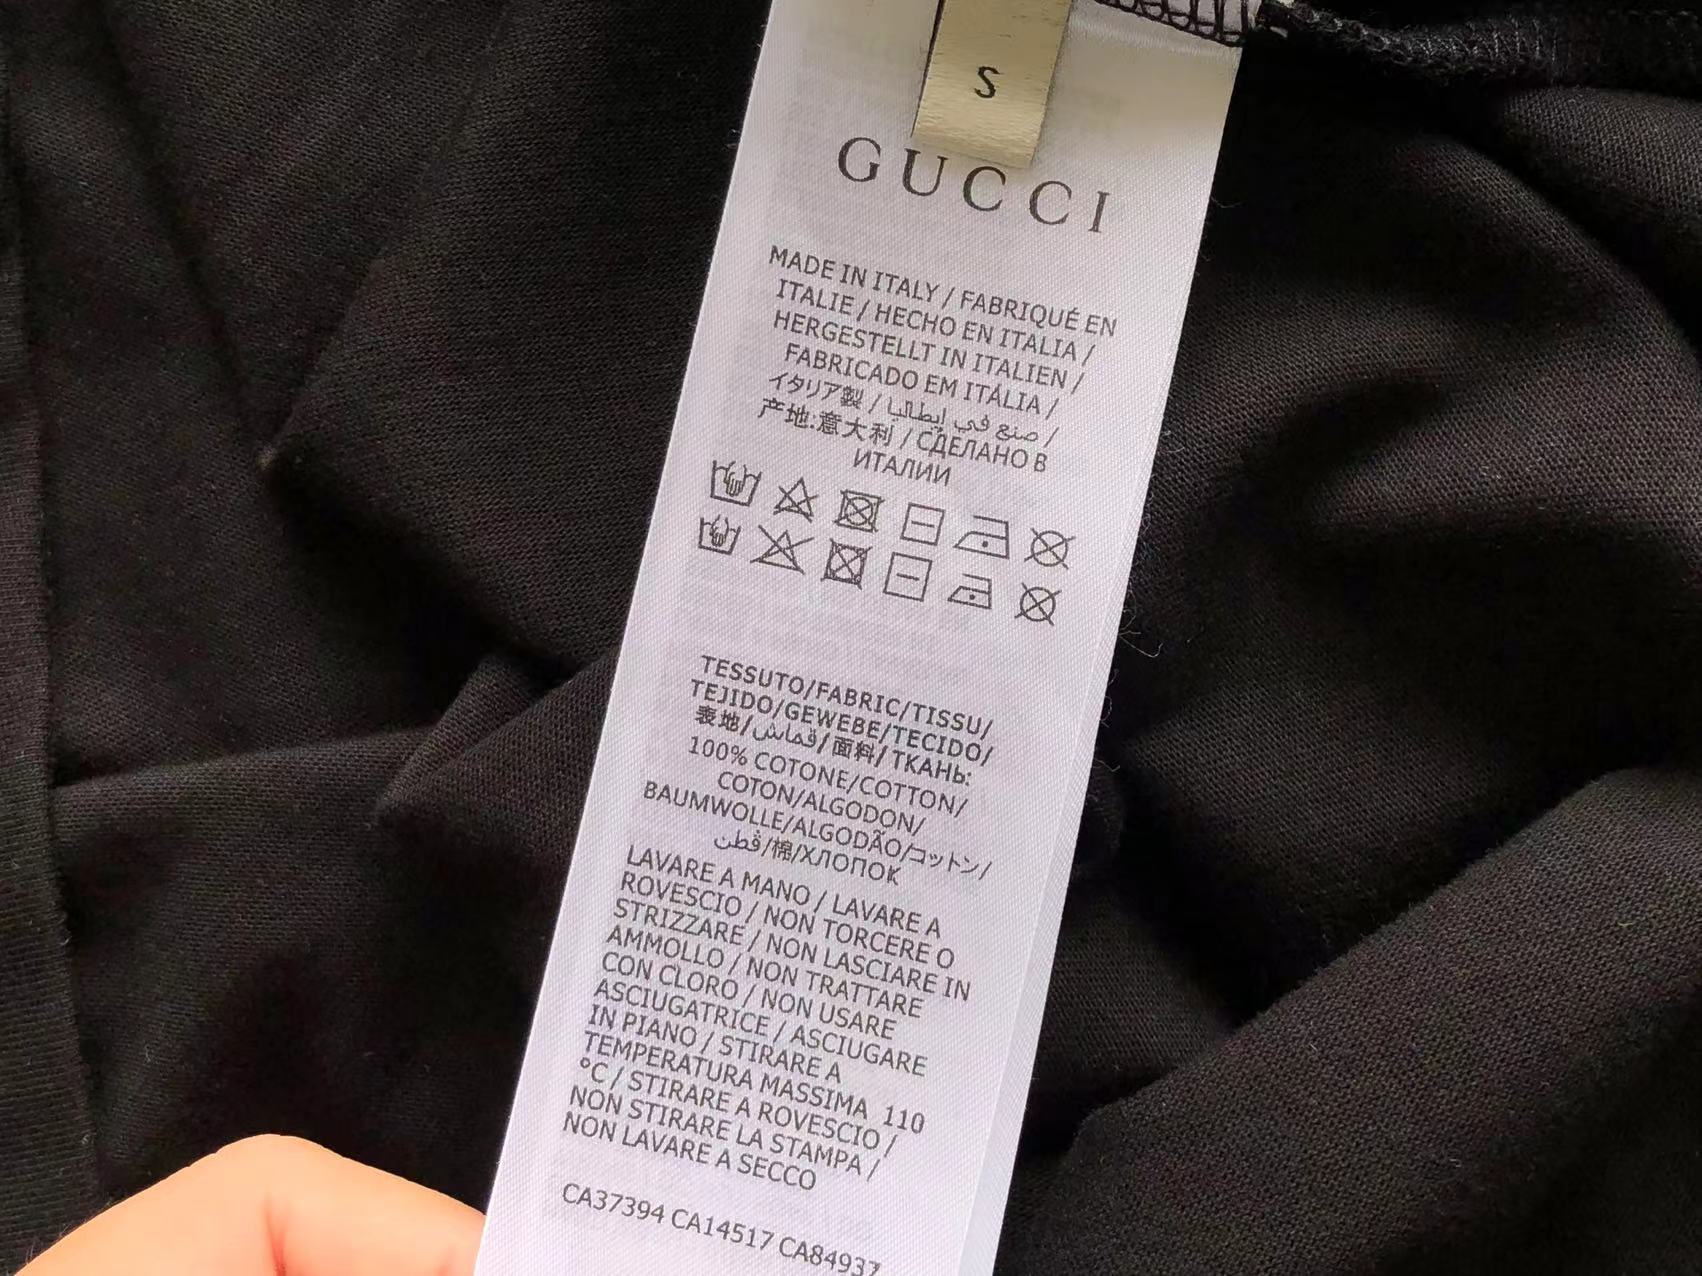 S
GUCCI
MADE IN ITALY / FABRIQUÉ EN
ITALIE / HECHO EN ITALIA /
HERGESTELLT IN ITALIEN /
FABRICADO EM ITÁLIA /
イタリア製 / صنع في إيطاليا /
产地:意大利 / СДЕЛАНО В
ИТАЛИИ
TESSUTO/FABRIC/TISSU/
TEJIDO/GEWEBE/TECIDO/
表地/قماش/面料/ТКАНЬ:
100% COTONE/COTTON/
COTON/ALGODON/
BAUMWOLLE/ALGODÃO/コットン/
قطن/棉/ХЛОПОК
LAVARE A MANO / LAVARE A
ROVESCIO / NON TORCERE O
STRIZZARE / NON LASCIARE IN
AMMOLLO / NON TRATTARE
CON CLORO / NON USARE
ASCIUGATRICE / ASCIUGARE
IN PIANO / STIRARE A
TEMPERATURA MASSIMA 110
°C / STIRARE A ROVESCIO /
NON STIRARE LA STAMPA /
NON LAVARE A SECCO
CA37394 CA14517 CA84937